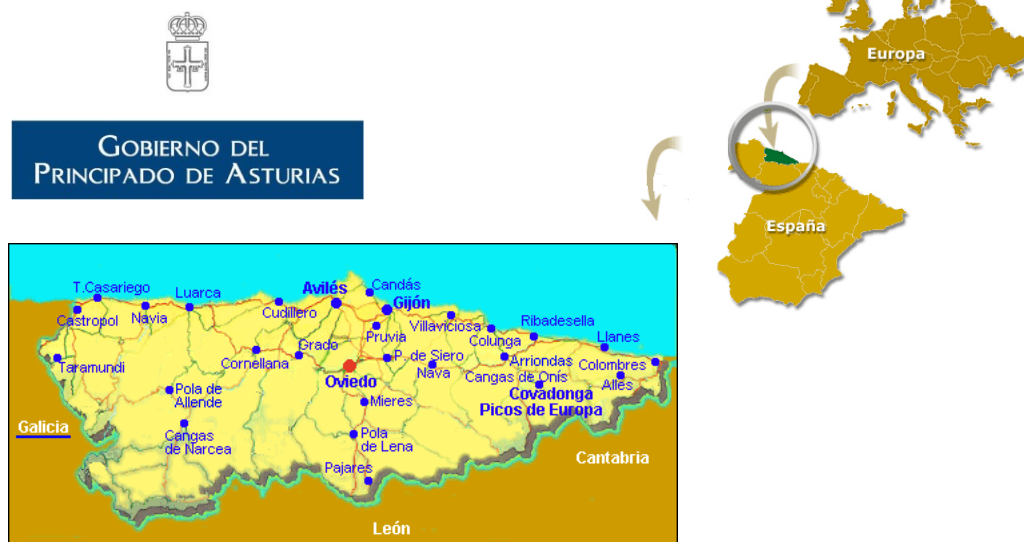 GOBIERNO DEL
PRINCIPADO DE ASTURIAS
Europa
España
T.Casariego
Castropol
Navia
Luarca
Cudillero
Avilés
Candás
Gijón
Villaviciosa
Colunga
Ribadesella
Llanes
Pruvia
Grado
Cornellana
Taramundi
P. de Siero
Nava
Arriondas
Cangas de Onís
Colombres
Alles
Oviedo
Covadonga
Picos de Europa
Pola de
Allende
Mieres
Galicia
Cangas
de Narcea
Pola
de Lena
Pajares
Cantabria
León